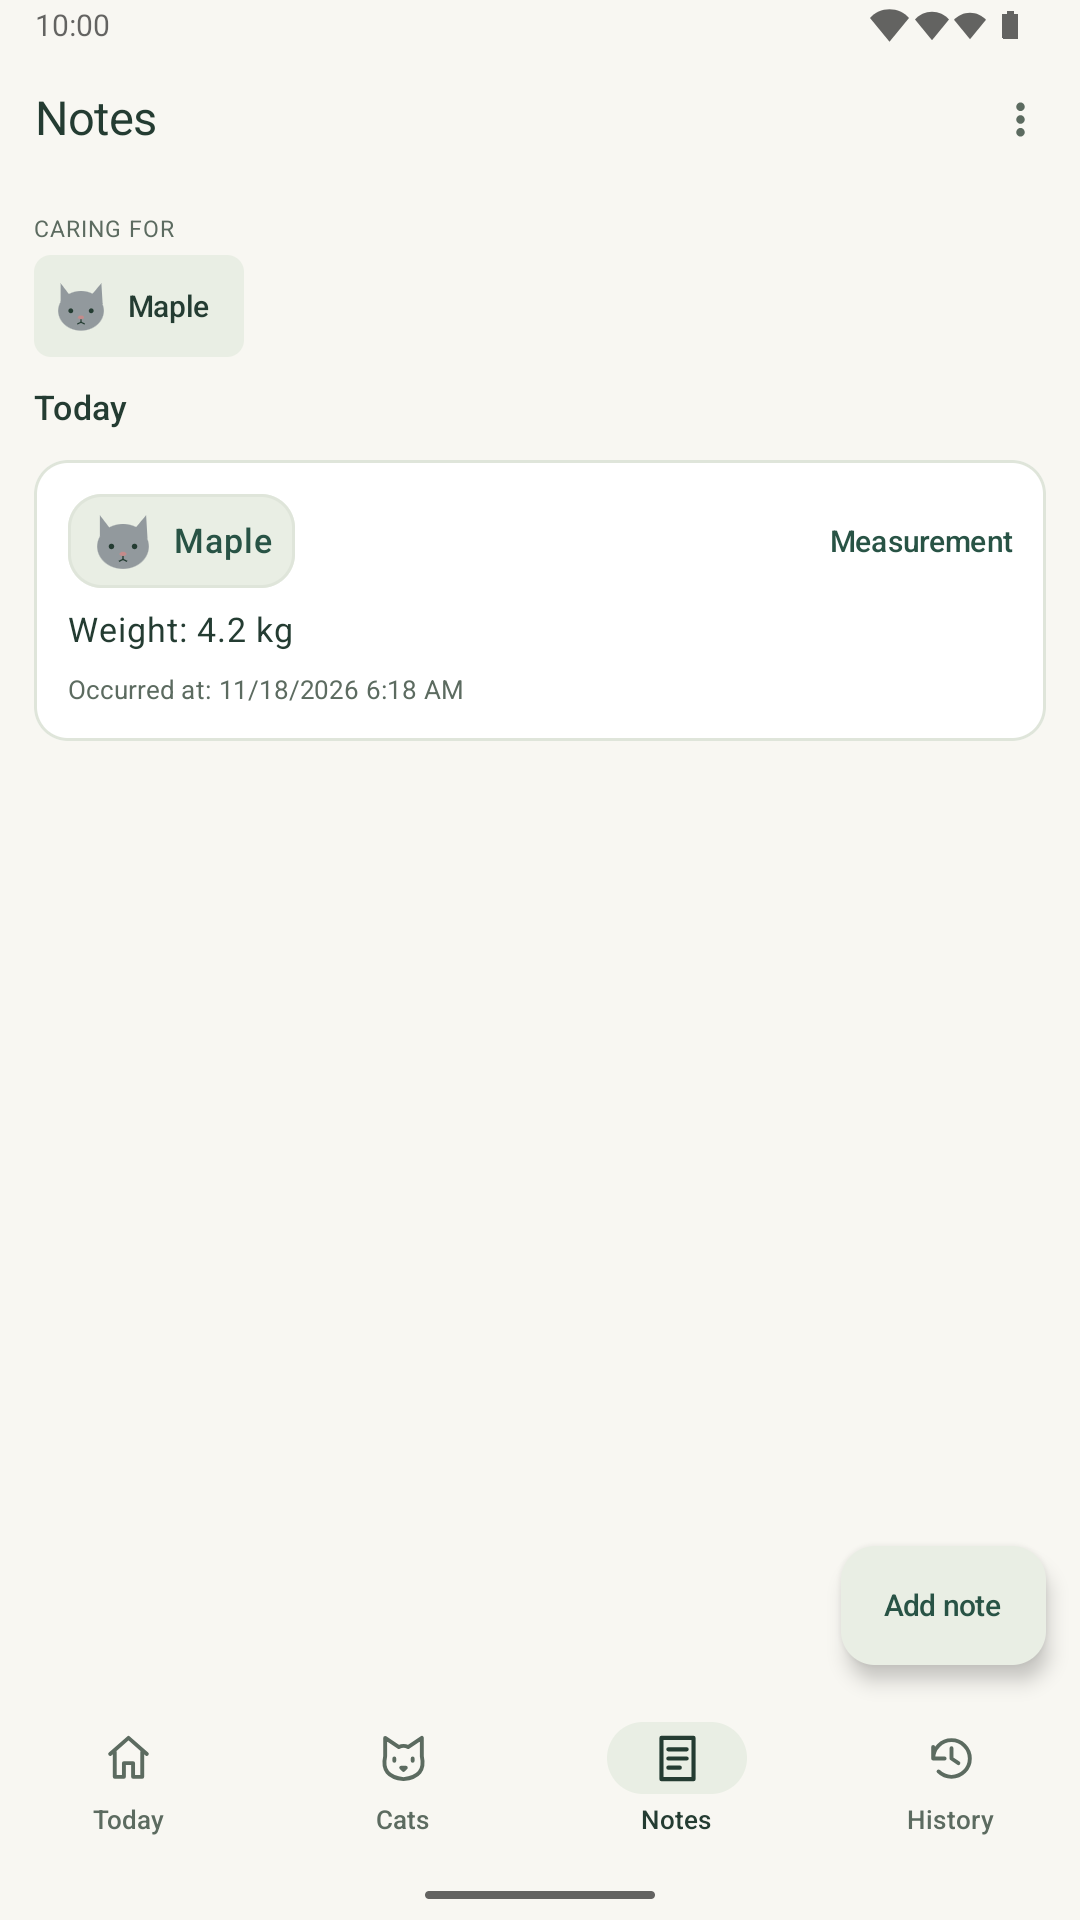 10:00
Notes
CARING FOR
Maple
Today
Maple
Measurement
Weight: 4.2 kg
Occurred at: 11/18/2026 6:18 AM
Add note
Today
Cats
Notes
History